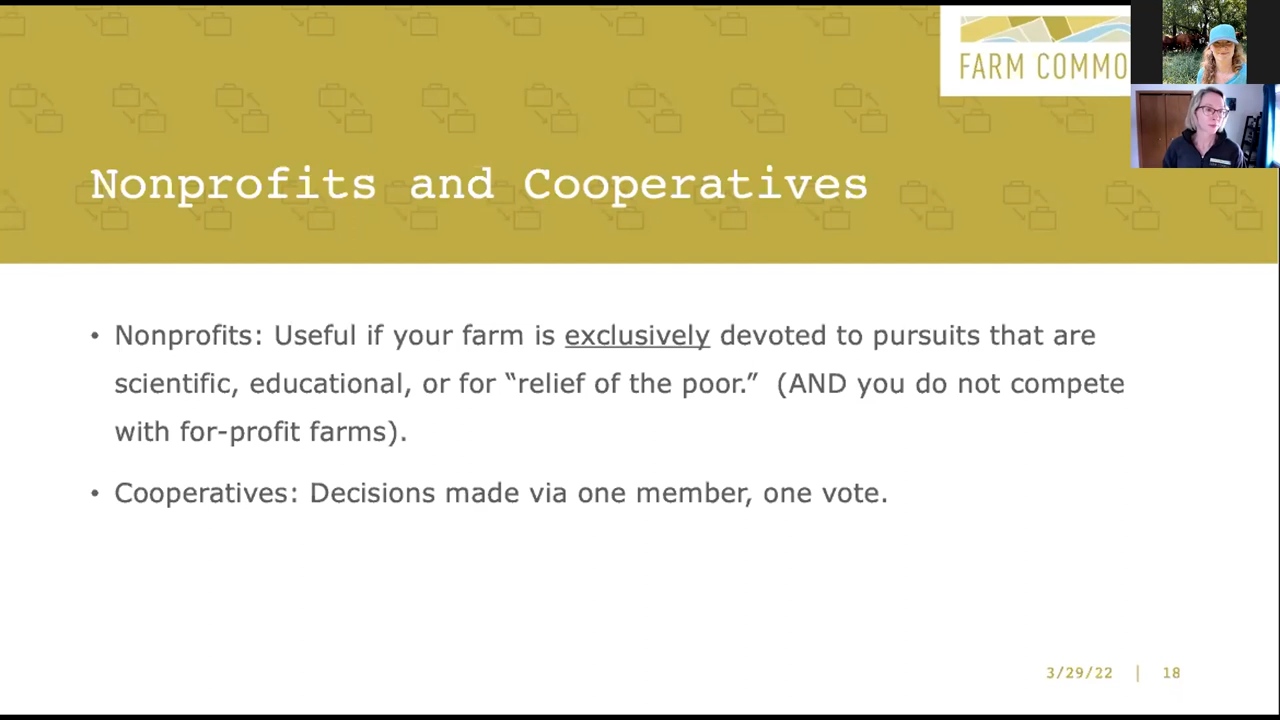 FARM COMMO
Nonprofits and Cooperatives
• Nonprofits: Useful if your farm is exclusively devoted to pursuits that are
scientific, educational, or for “relief of the poor.”  (AND you do not compete
with for-profit farms).
• Cooperatives: Decisions made via one member, one vote.
3/29/22 | 18